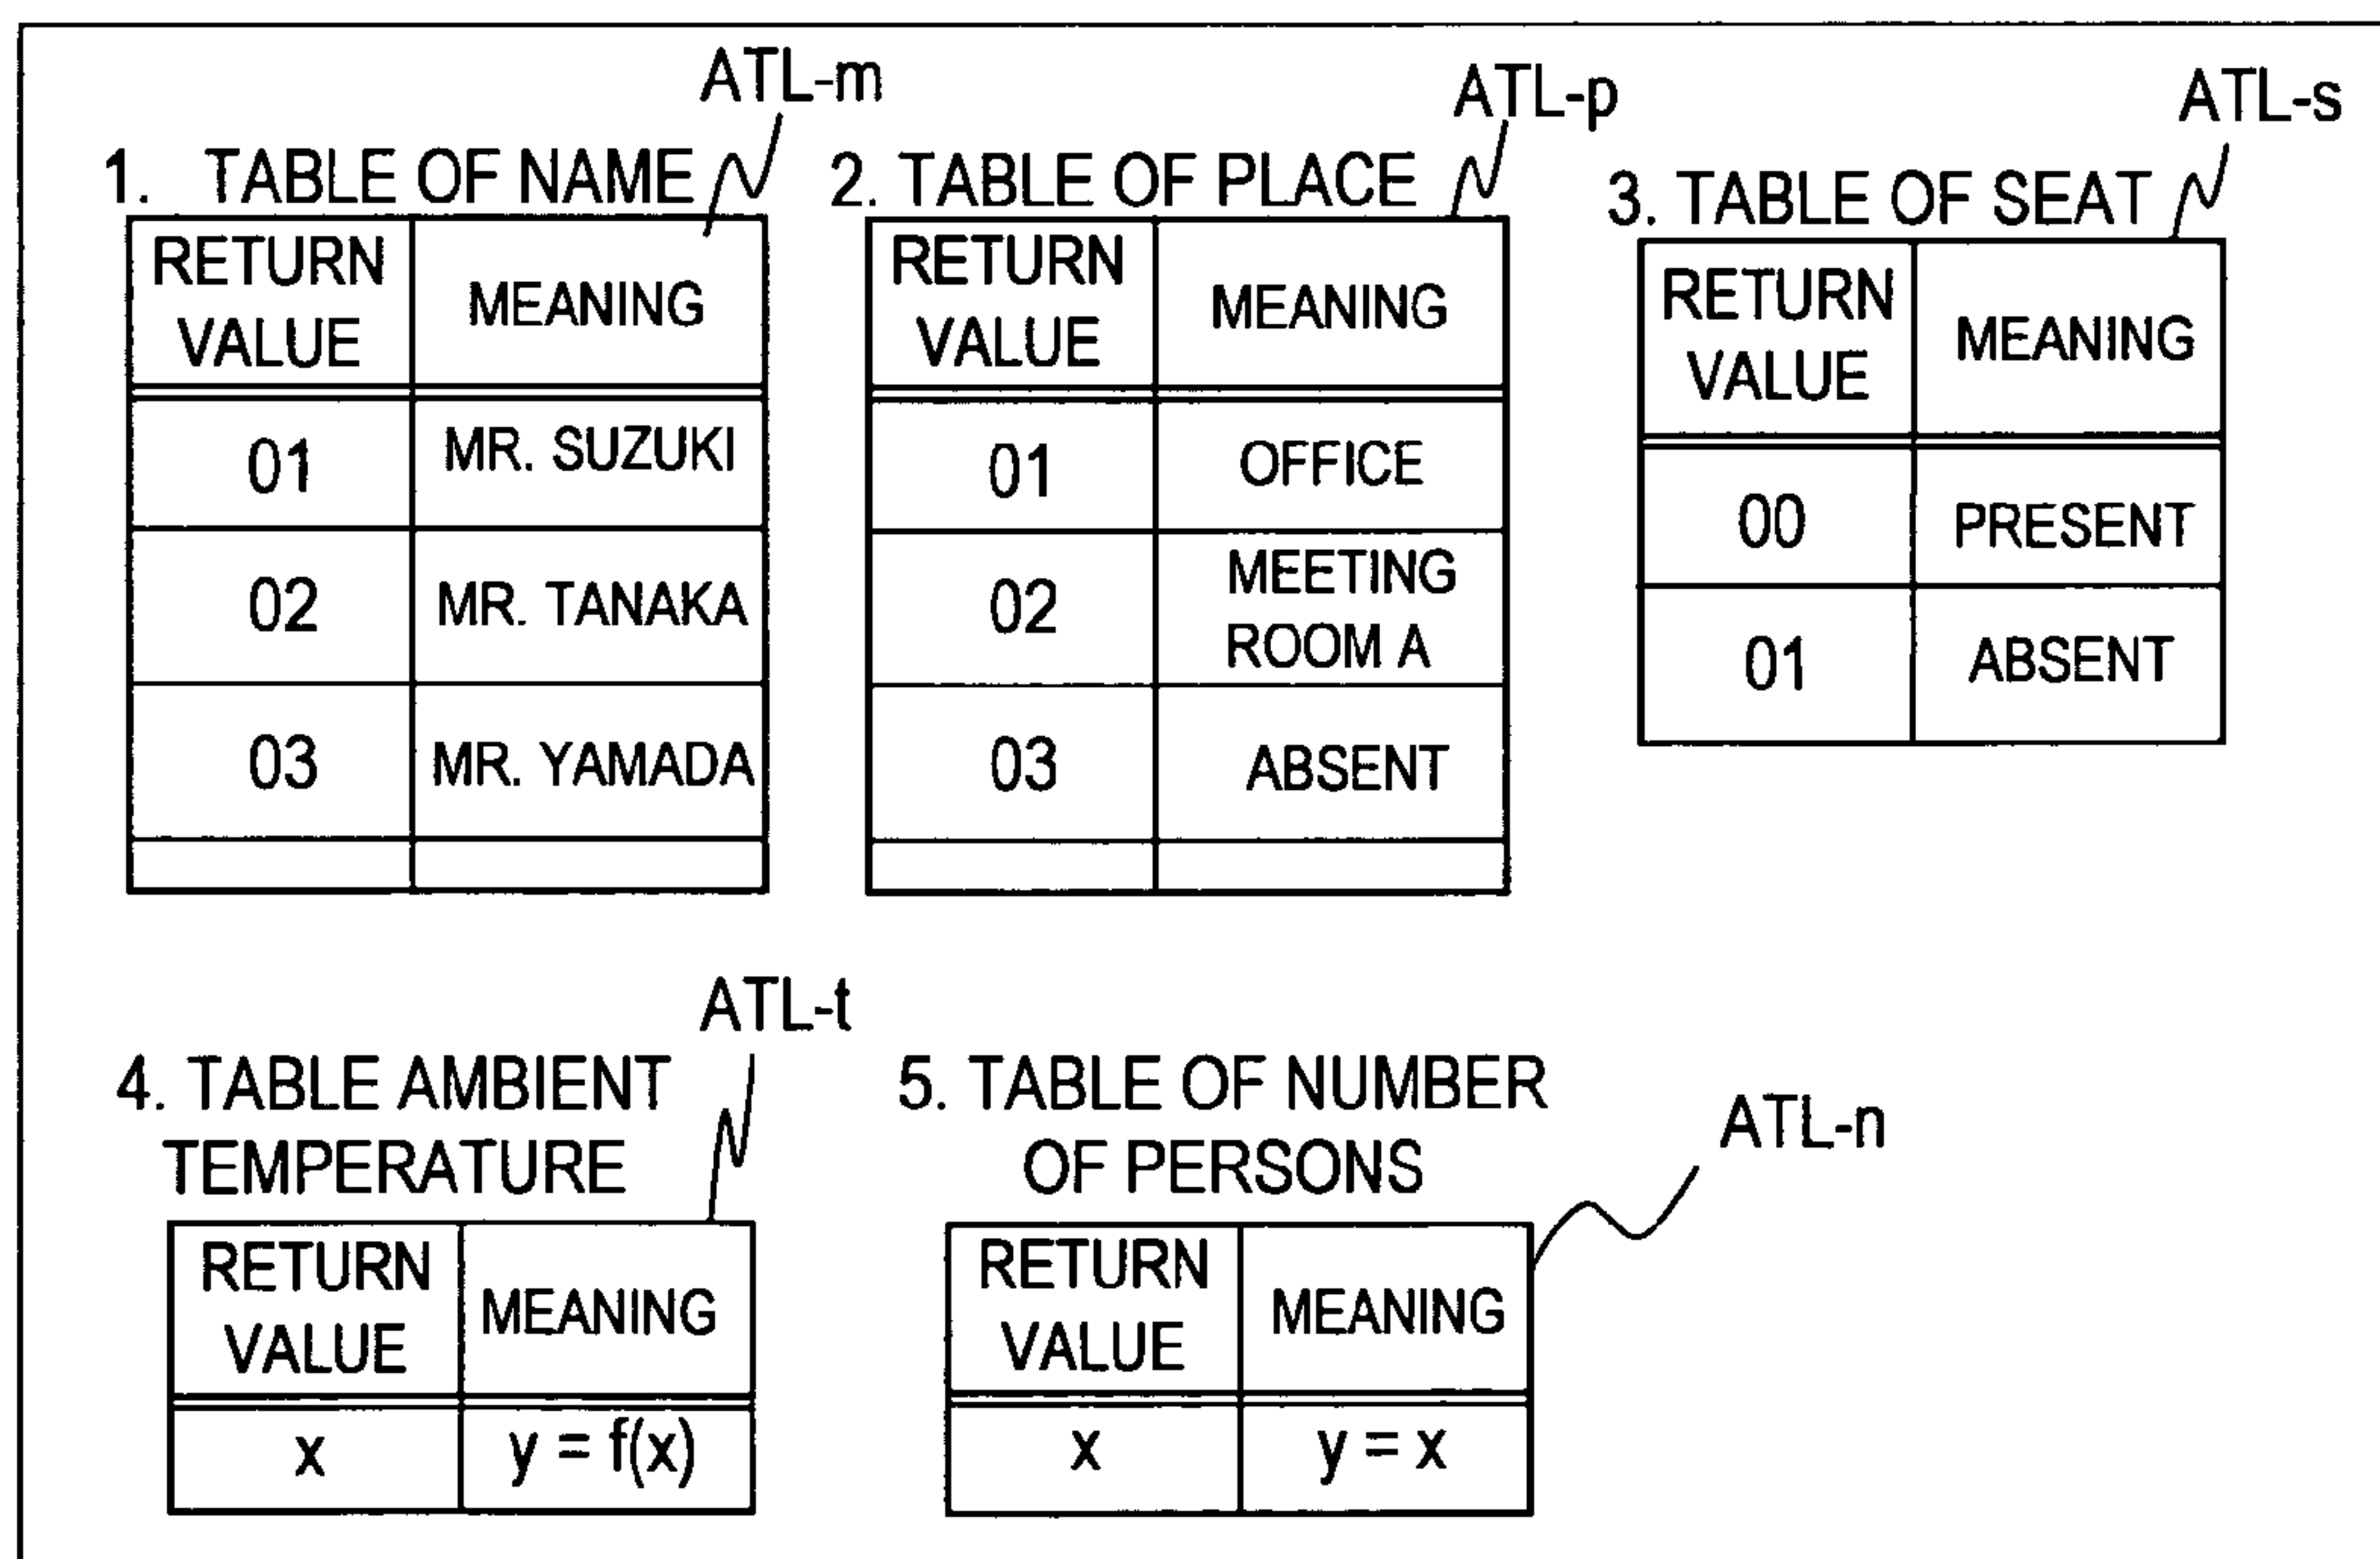 ATL-m
1. TABLE OF NAME
RETURN VALUE MEANING
01 MR. SUZUKI
02 MR. TANAKA
03 MR. YAMADA
ATL-p
2. TABLE OF PLACE
RETURN VALUE MEANING
01 OFFICE
02 MEETING ROOM A
03 ABSENT
ATL-s
3. TABLE OF SEAT
RETURN VALUE MEANING
00 PRESENT
01 ABSENT
ATL-t
4. TABLE AMBIENT
TEMPERATURE
RETURN VALUE MEANING
x y = f(x)
5. TABLE OF NUMBER
OF PERSONS
ATL-n
RETURN VALUE MEANING
x y = x